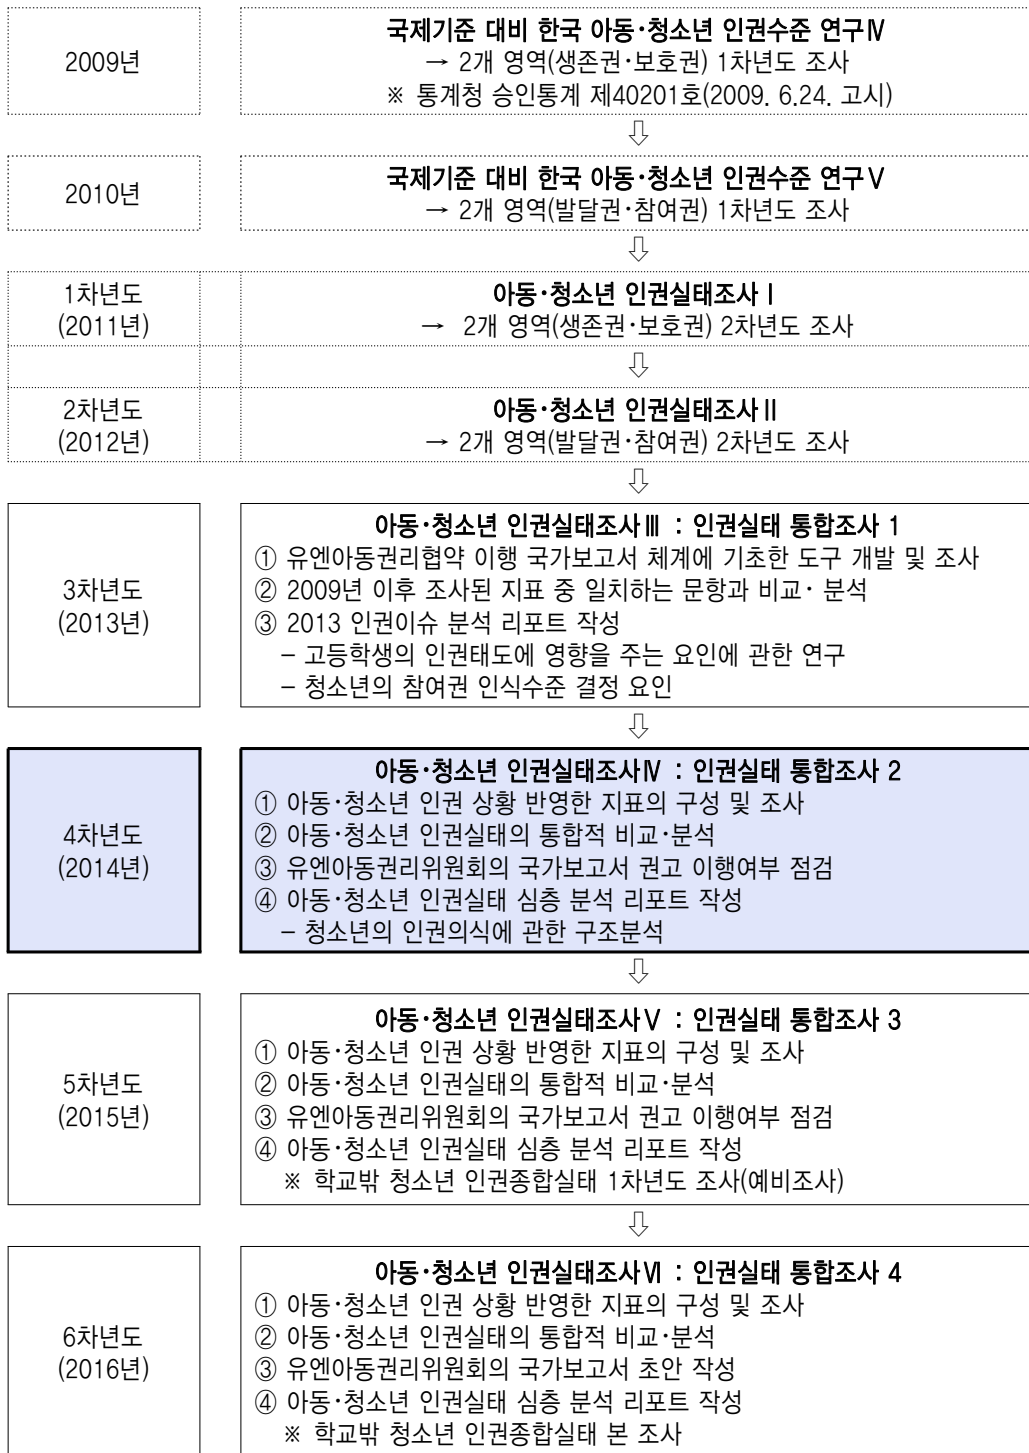 2009년
국제기준 대비 한국 아동·청소년 인권수준 연구Ⅳ
→ 2개 영역(생존권·보호권) 1차년도 조사
※ 통계청 승인통계 제40201호(2009. 6.24. 고시)
⇩
2010년
국제기준 대비 한국 아동·청소년 인권수준 연구Ⅴ
→ 2개 영역(발달권·참여권) 1차년도 조사
⇩
1차년도
(2011년)
아동·청소년 인권실태조사Ⅰ
→ 2개 영역(생존권·보호권) 2차년도 조사
⇩
2차년도
(2012년)
아동·청소년 인권실태조사Ⅱ
→ 2개 영역(발달권·참여권) 2차년도 조사
⇩
3차년도
(2013년)
아동·청소년 인권실태조사Ⅲ : 인권실태 통합조사 1
① 유엔아동권리협약 이행 국가보고서 체계에 기초한 도구 개발 및 조사
② 2009년 이후 조사된 지표 중 일치하는 문항과 비교· 분석
③ 2013 인권이슈 분석 리포트 작성
– 고등학생의 인권태도에 영향을 주는 요인에 관한 연구
– 청소년의 참여권 인식수준 결정 요인
⇩
4차년도
(2014년)
아동·청소년 인권실태조사Ⅳ : 인권실태 통합조사 2
① 아동·청소년 인권 상황 반영한 지표의 구성 및 조사
② 아동·청소년 인권실태의 통합적 비교·분석
③ 유엔아동권리위원회의 국가보고서 권고 이행여부 점검
④ 아동·청소년 인권실태 심층 분석 리포트 작성
– 청소년의 인권의식에 관한 구조분석
⇩
5차년도
(2015년)
아동·청소년 인권실태조사Ⅴ : 인권실태 통합조사 3
① 아동·청소년 인권 상황 반영한 지표의 구성 및 조사
② 아동·청소년 인권실태의 통합적 비교·분석
③ 유엔아동권리위원회의 국가보고서 권고 이행여부 점검
④ 아동·청소년 인권실태 심층 분석 리포트 작성
※ 학교밖 청소년 인권종합실태 1차년도 조사(예비조사)
⇩
6차년도
(2016년)
아동·청소년 인권실태조사Ⅵ : 인권실태 통합조사 4
① 아동·청소년 인권 상황 반영한 지표의 구성 및 조사
② 아동·청소년 인권실태의 통합적 비교·분석
③ 유엔아동권리위원회의 국가보고서 초안 작성
④ 아동·청소년 인권실태 심층 분석 리포트 작성
※ 학교밖 청소년 인권종합실태 본 조사